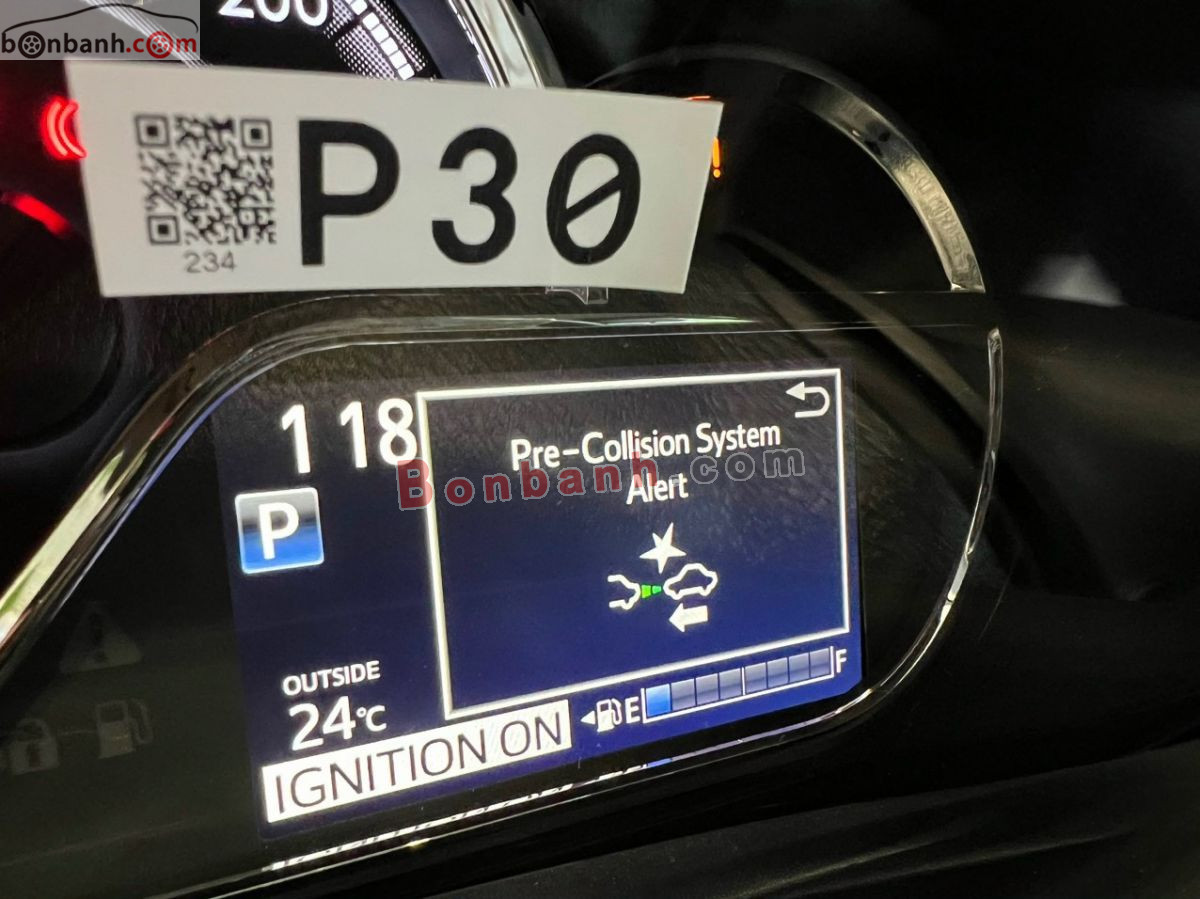 200
bonbanh.com
P30
234
118
Pre-Collision System
Alert
Bonbanh.com
P
OUTSIDE
24°C
E
F
IGNITION ON